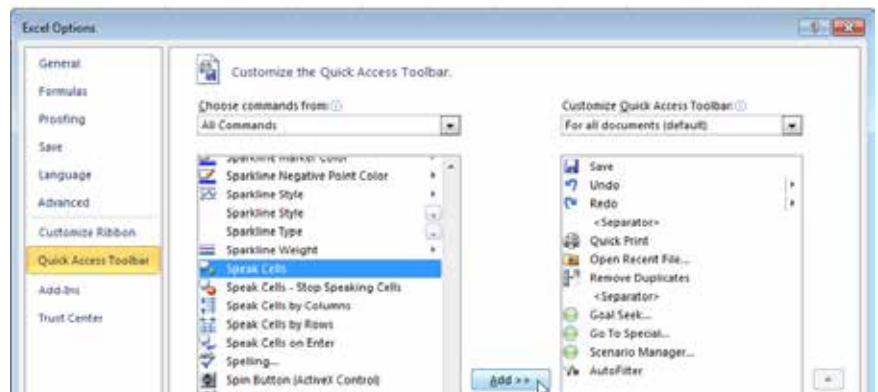 Excel Options
General
Formulas
Proofing
Save
Language
Advanced
Customize Ribbon
Quick Access Toolbar
Add-Ins
Trust Center
Customize the Quick Access Toolbar.
Choose commands from:
All Commands
Sparkline Marker Color
Sparkline Negative Point Color
Sparkline Style
Sparkline Style
Sparkline Type
Sparkline Weight
Speak Cells
Speak Cells - Stop Speaking Cells
Speak Cells by Columns
Speak Cells by Rows
Speak Cells on Enter
Spelling...
Spin Button (ActiveX Control)
Add >>
Customize Quick Access Toolbar:
For all documents (default)
Save
Undo
Redo
<Separator>
Quick Print
Open Recent File...
Remove Duplicates
<Separator>
Goal Seek...
Go To Special...
Scenario Manager...
AutoFilter